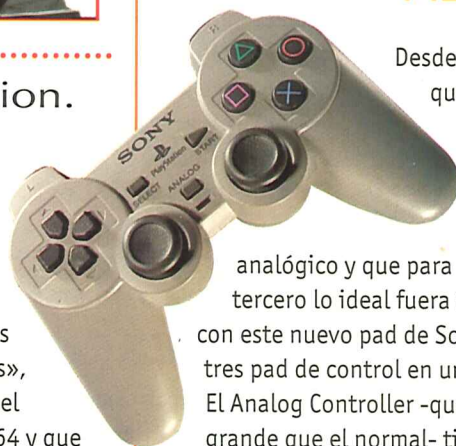 ion.
s
s»,
el
64 y que
SONY
PlayStation
SELECT
START
ANALOG
Desde
qu
analógico y que para
tercero lo ideal fuera
con este nuevo pad de So
tres pad de control en un
El Analog Controller -qu
grande que el normal- ti